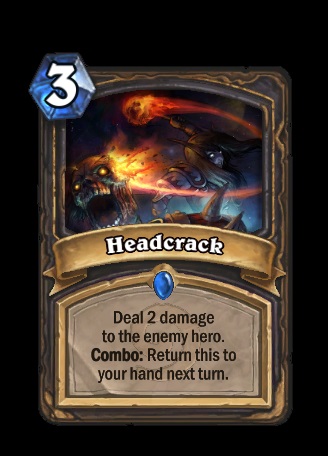 3
Headcrack
Deal 2 damage
to the enemy hero.
Combo: Return this to
your hand next turn.